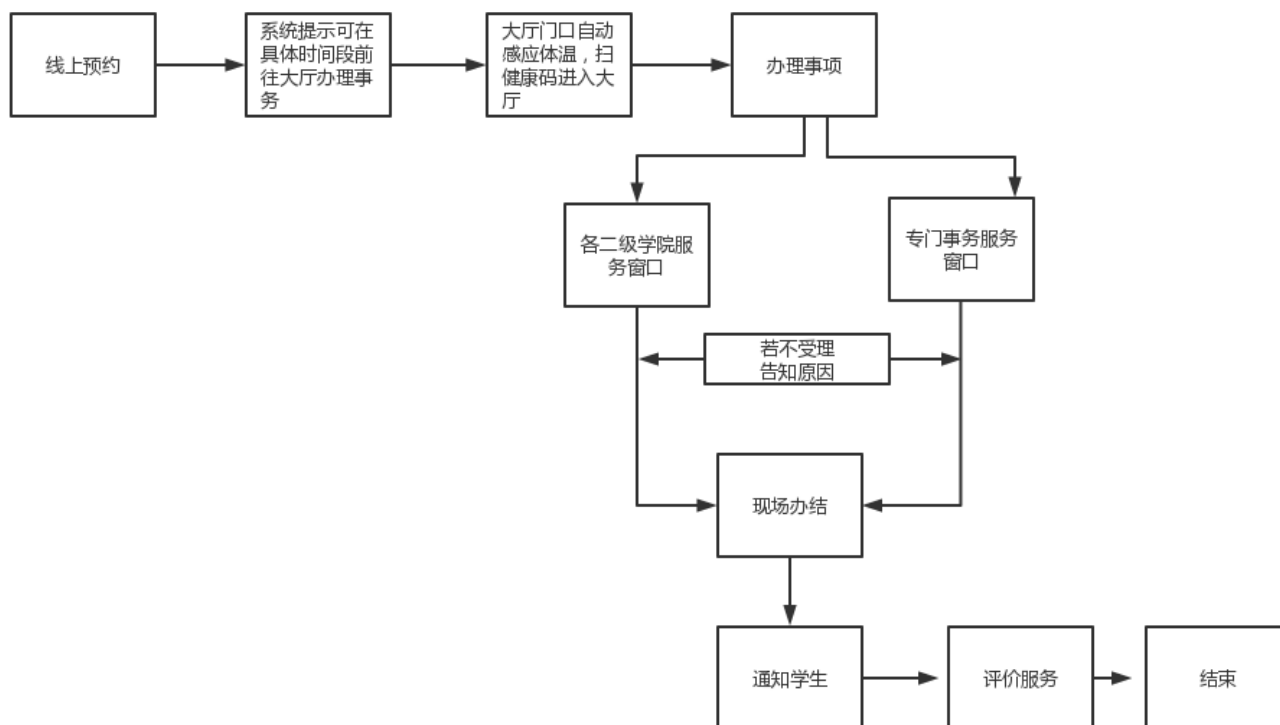 线上预约
系统提示可在
具体时间段前
往大厅办理事
务
大厅门口自动
感应体温，扫
健康码进入大
厅
办理事项
各二级学院服
务窗口
专门事务服务
窗口
若不受理
告知原因
现场办结
通知学生
评价服务
结束